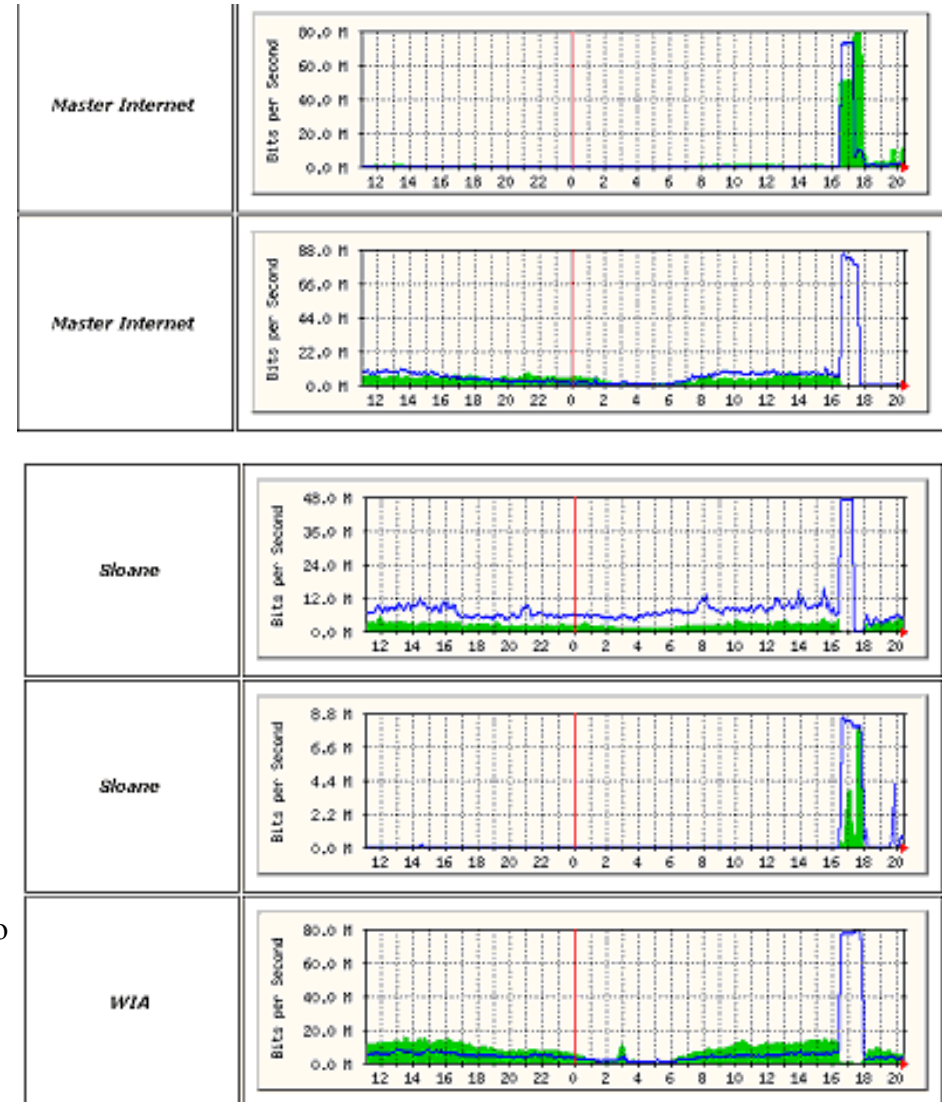 80.0 M
60.0 M
40.0 M
20.0 M
0.0 M
Bits per Second
Master Internet
12 14 16 18 20 22 0 2 4 6 8 10 12 14 16 18 20
88.0 M
66.0 M
44.0 M
22.0 M
0.0 M
Bits per Second
Master Internet
12 14 16 18 20 22 0 2 4 6 8 10 12 14 16 18 20
48.0 M
36.0 M
24.0 M
12.0 M
0.0 M
Bits per Second
Sloane
12 14 16 18 20 22 0 2 4 6 8 10 12 14 16 18 20
8.8 M
6.6 M
4.4 M
2.2 M
0.0 M
Bits per Second
Sloane
12 14 16 18 20 22 0 2 4 6 8 10 12 14 16 18 20
80.0 M
60.0 M
40.0 M
20.0 M
0.0 M
Bits per Second
WIA
12 14 16 18 20 22 0 2 4 6 8 10 12 14 16 18 20